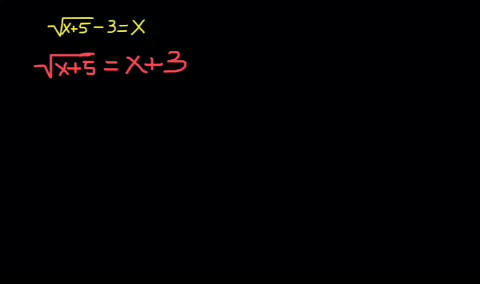 √x+5 - 3 = x
√x+5 = x + 3